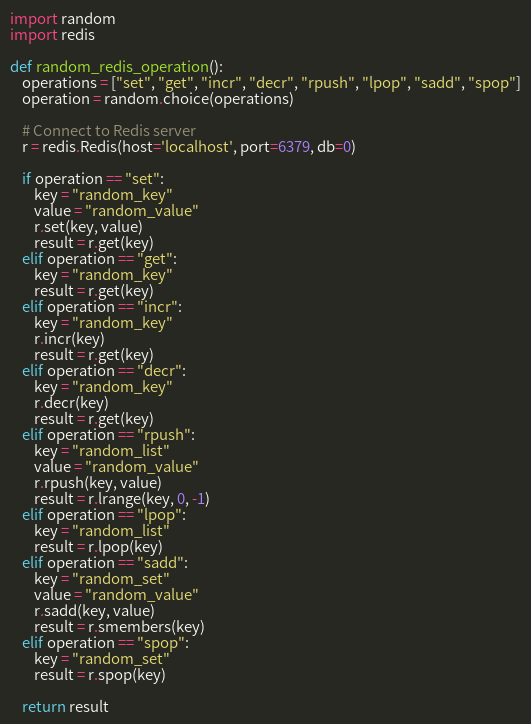 import random
import redis

def random_redis_operation():
    operations = ["set", "get", "incr", "decr", "rpush", "lpop", "sadd", "spop"]
    operation = random.choice(operations)

    # Connect to Redis server
    r = redis.Redis(host='localhost', port=6379, db=0)

    if operation == "set":
        key = "random_key"
        value = "random_value"
        r.set(key, value)
        result = r.get(key)
    elif operation == "get":
        key = "random_key"
        result = r.get(key)
    elif operation == "incr":
        key = "random_key"
        r.incr(key)
        result = r.get(key)
    elif operation == "decr":
        key = "random_key"
        r.decr(key)
        result = r.get(key)
    elif operation == "rpush":
        key = "random_list"
        value = "random_value"
        r.rpush(key, value)
        result = r.lrange(key, 0, -1)
    elif operation == "lpop":
        key = "random_list"
        result = r.lpop(key)
    elif operation == "sadd":
        key = "random_set"
        value = "random_value"
        r.sadd(key, value)
        result = r.smembers(key)
    elif operation == "spop":
        key = "random_set"
        result = r.spop(key)

    return result